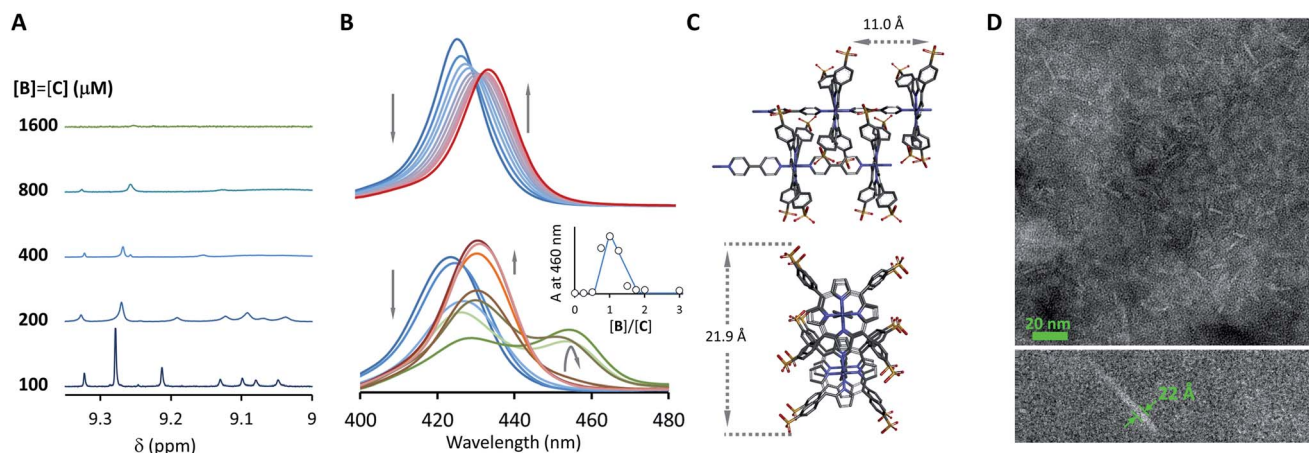 A
[B]=[C] (μM)
1600
800
400
200
100
9.3
9.2
9.1
9
δ (ppm)
B
A at 460 nm
0
1
2
3
[B]/[C]
400
420
440
460
480
Wavelength (nm)
C
11.0 Å
21.9 Å
D
20 nm
22 Å